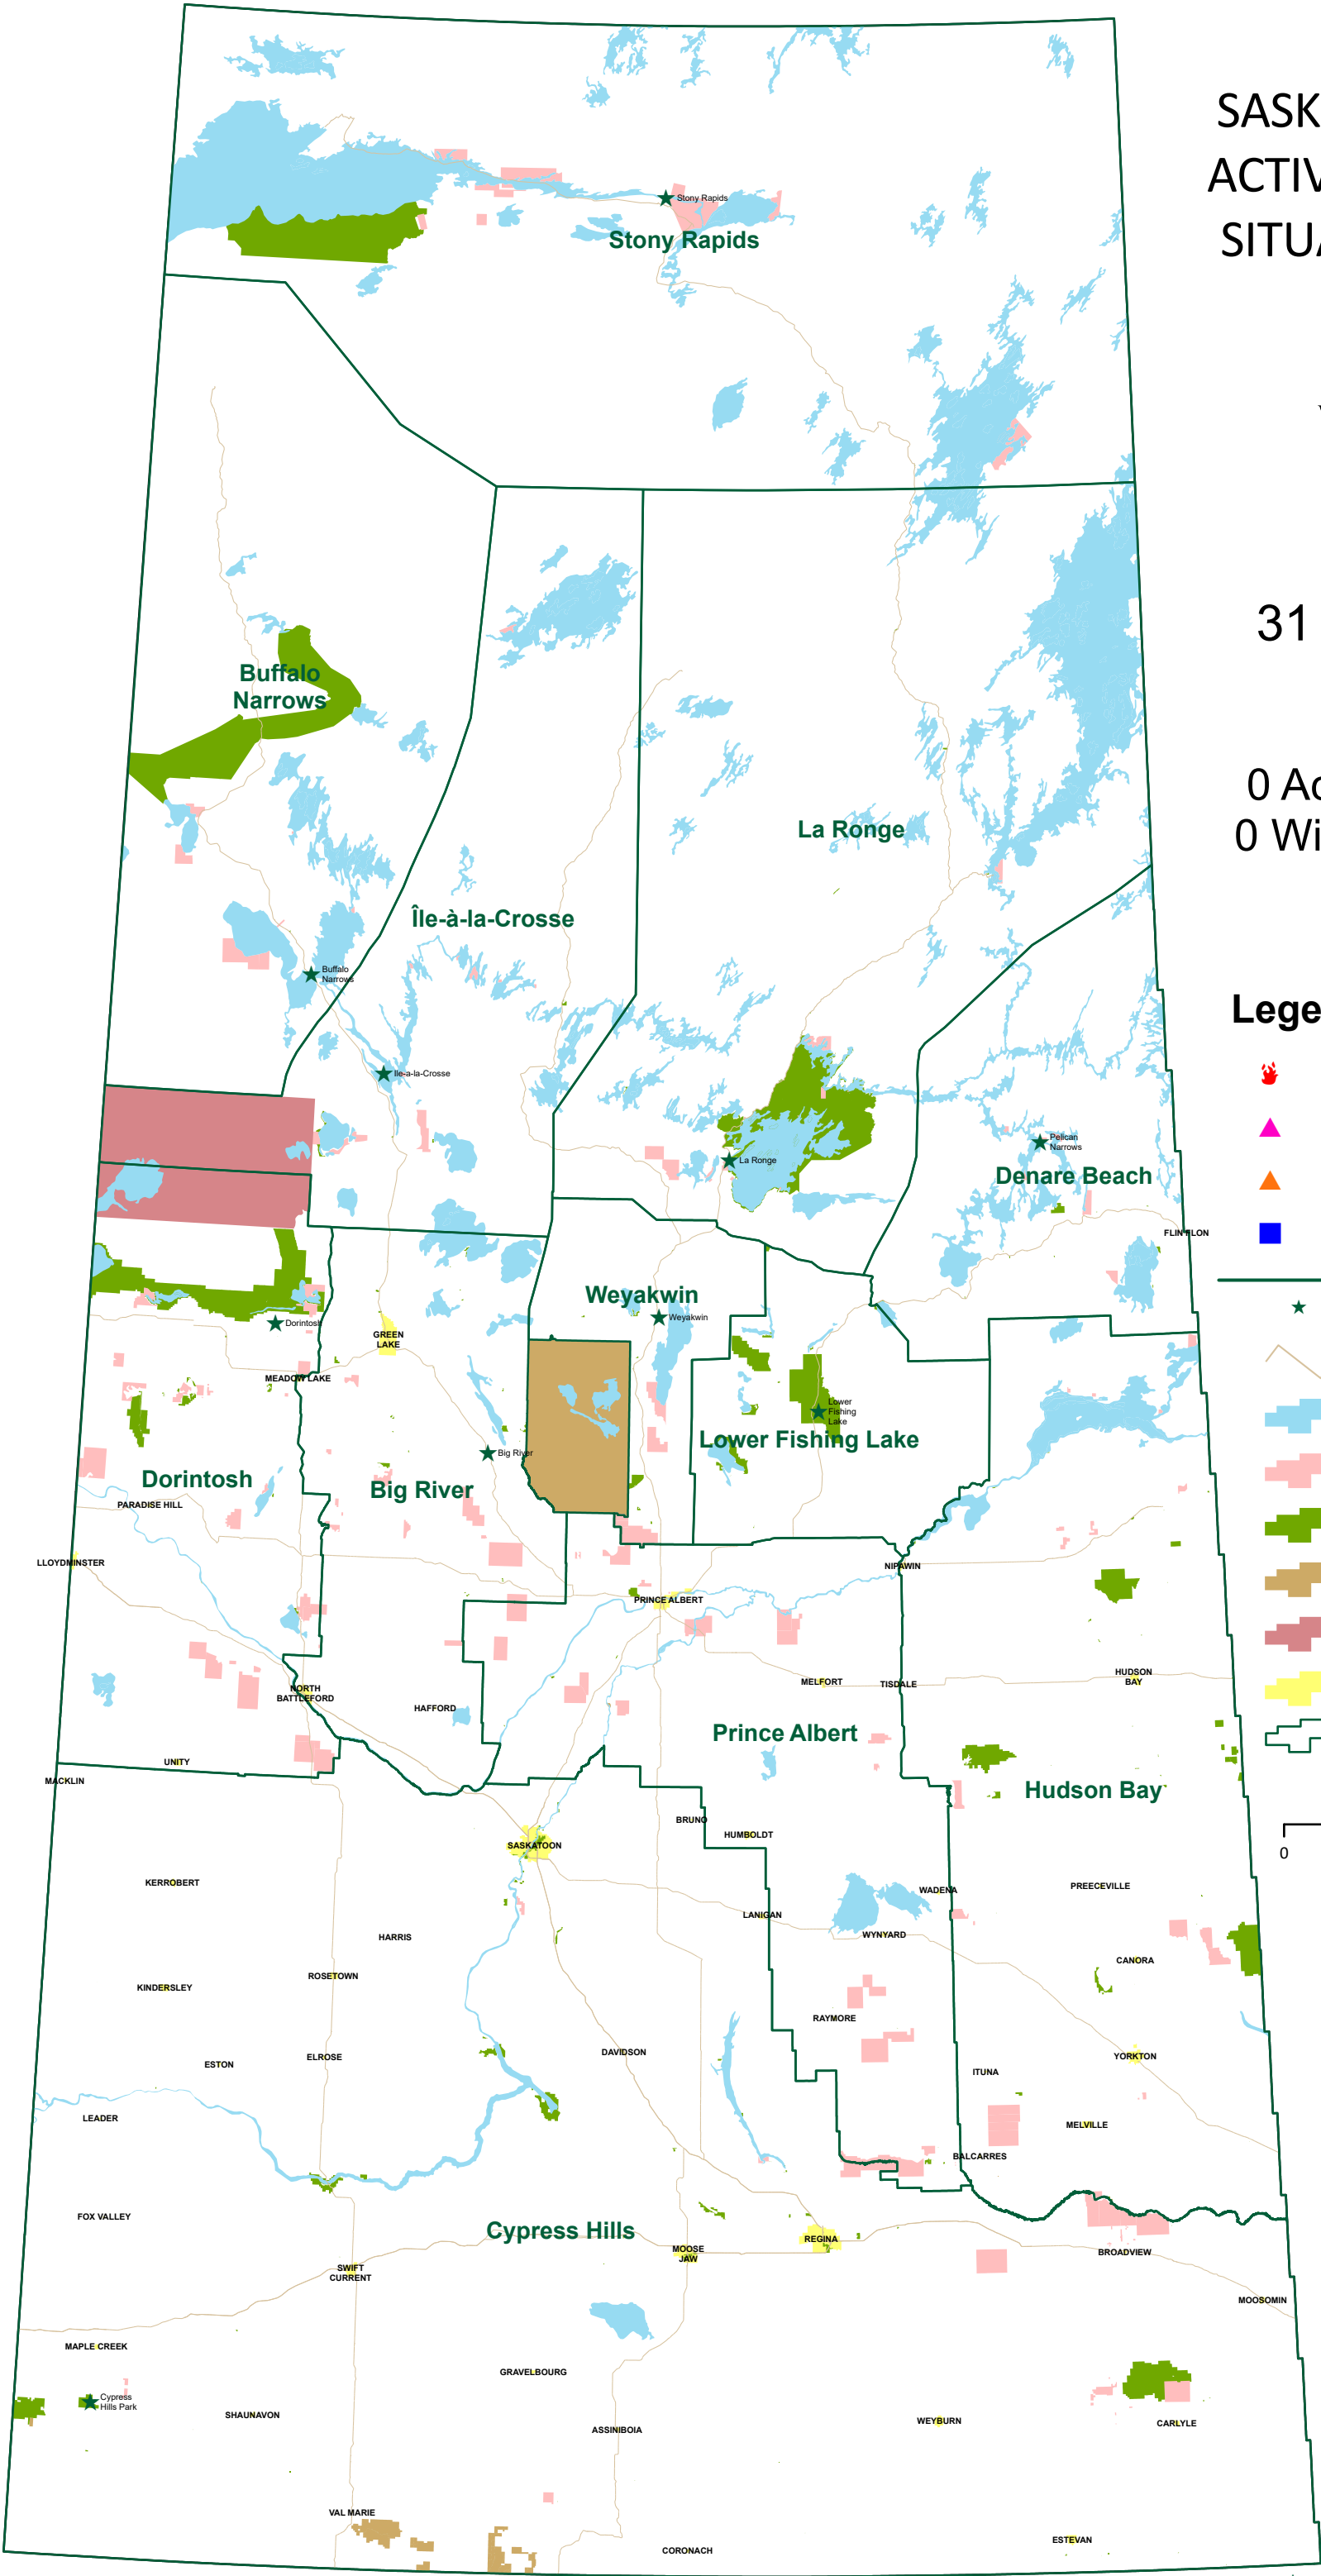 SASK
ACTIV
SITUA
Stony Rapids
Stony Rapids
31
Buffalo
Narrows
0 Ac
0 Wi
La Ronge
Île-à-la-Crosse
Buffalo
Narrows
Lege
Ile-a-la-Crosse
Pelican
Narrows
La Ronge
Denare Beach
FLIN FLON
Weyakwin
Weyakwin
Dorintosh
GREEN
LAKE
MEADOW LAKE
Lower
Fishing
Lake
Lower Fishing Lake
Big River
Dorintosh
Big River
PARADISE HILL
LLOYDMINSTER
NIPAWIN
PRINCE ALBERT
HUDSON
BAY
MELFORT
TISDALE
NORTH
BATTLEFORD
HAFFORD
Prince Albert
UNITY
MACKLIN
Hudson Bay
BRUNO
HUMBOLDT
SASKATOON
0
KERROBERT
PREECEVILLE
WADENA
LANIGAN
WYNYARD
HARRIS
CANORA
ROSETOWN
KINDERSLEY
RAYMORE
DAVIDSON
YORKTON
ELROSE
ESTON
ITUNA
LEADER
MELVILLE
BALCARRES
FOX VALLEY
Cypress Hills
REGINA
MOOSE
JAW
BROADVIEW
SWIFT
CURRENT
MOOSOMIN
MAPLE CREEK
GRAVELBOURG
Cypress
Hills Park
SHAUNAVON
WEYBURN
CARLYLE
ASSINIBOIA
VAL MARIE
ESTEVAN
CORONACH